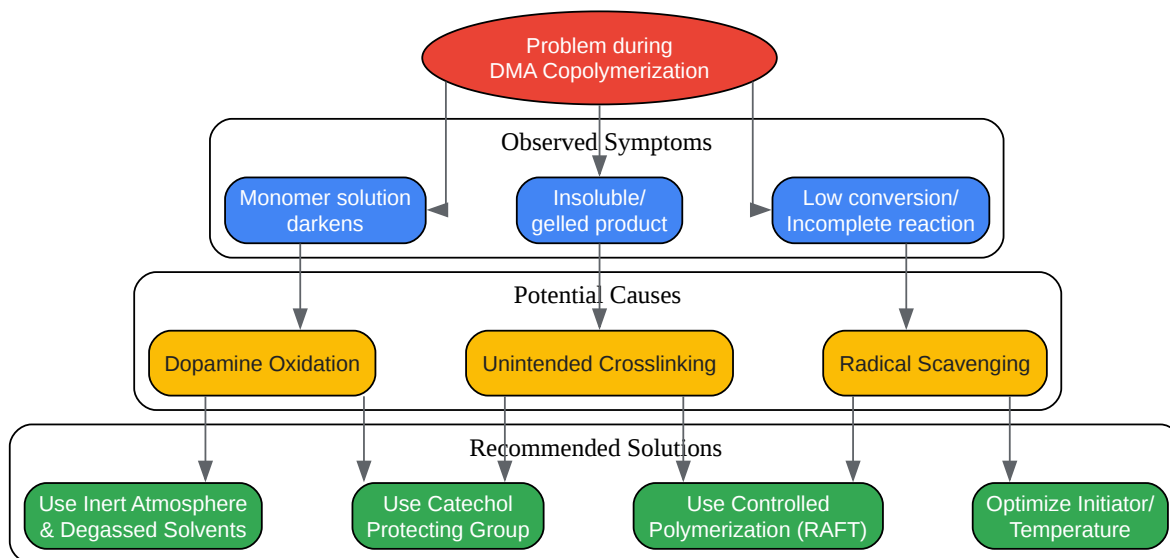 Problem during
DMA Copolymerization
Observed Symptoms
Monomer solution
darkens
Insoluble/
gelled product
Low conversion/
Incomplete reaction
Potential Causes
Dopamine Oxidation
Unintended Crosslinking
Radical Scavenging
Recommended Solutions
Use Inert Atmosphere
& Degassed Solvents
Use Catechol
Protecting Group
Use Controlled
Polymerization (RAFT)
Optimize Initiator/
Temperature